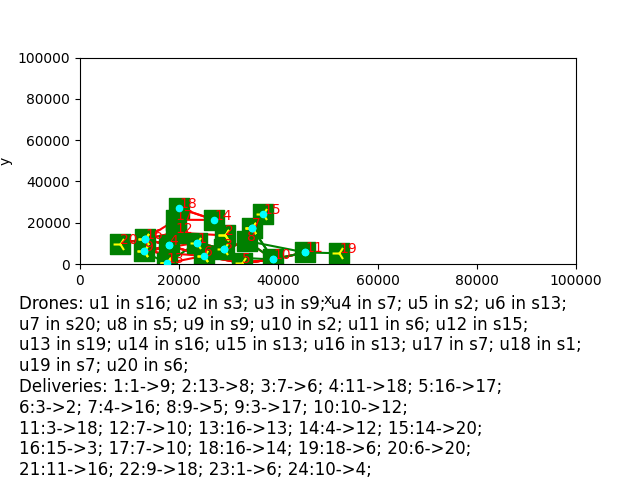 100000
80000
60000
40000
20000
0
y
0 20000 40000 60000 80000 100000
x
Drones: u1 in s16; u2 in s3; u3 in s9; u4 in s7; u5 in s2; u6 in s13;
u7 in s20; u8 in s5; u9 in s9; u10 in s2; u11 in s6; u12 in s15;
u13 in s19; u14 in s16; u15 in s13; u16 in s13; u17 in s7; u18 in s1;
u19 in s7; u20 in s6;
Deliveries: 1:1->9; 2:13->8; 3:7->6; 4:11->18; 5:16->17;
6:3->2; 7:4->16; 8:9->5; 9:3->17; 10:10->12;
11:3->18; 12:7->10; 13:16->13; 14:4->12; 15:14->20;
16:15->3; 17:7->10; 18:16->14; 19:18->6; 20:6->20;
21:11->16; 22:9->18; 23:1->6; 24:10->4;